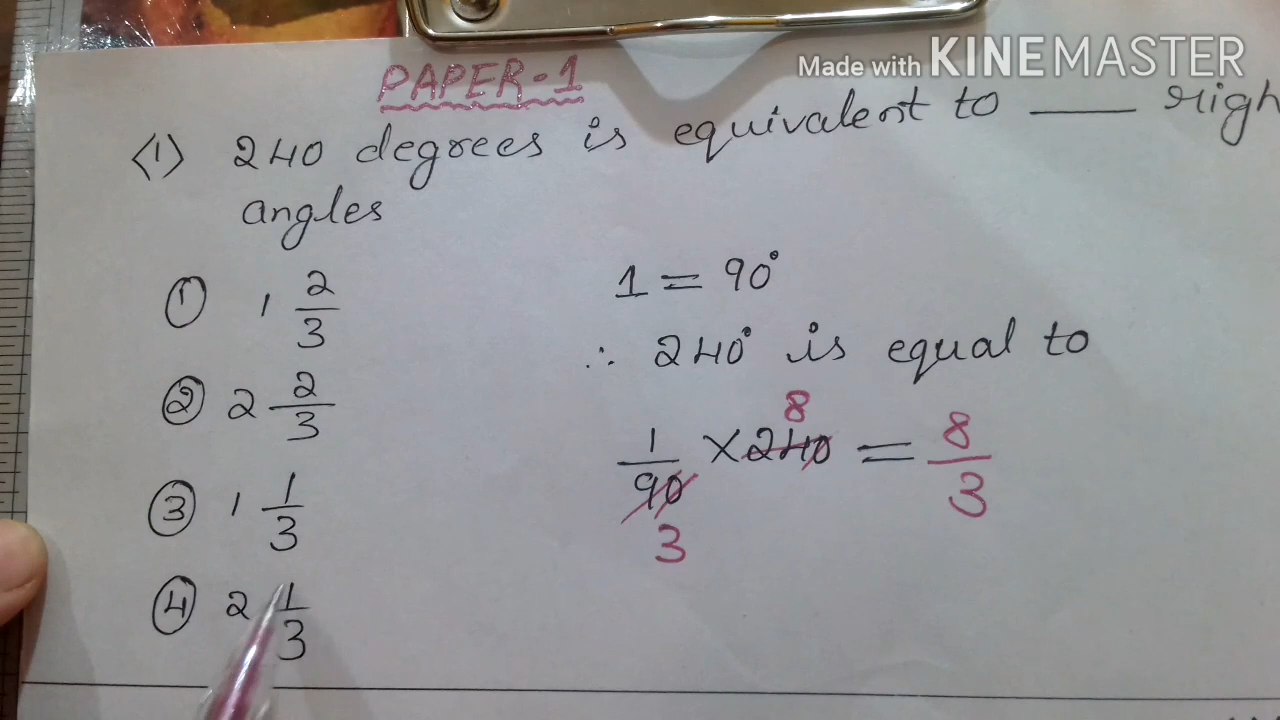 Made with KINEMASTER
PAPER-1
<1> 240 degrees is equivalent to ___ righ
angles
① 1 2/3
② 2 2/3
③ 1 1/3
④ 2 1/3
1 = 90°
∴ 240° is equal to
8
1/90 × 240 = 8/3
3